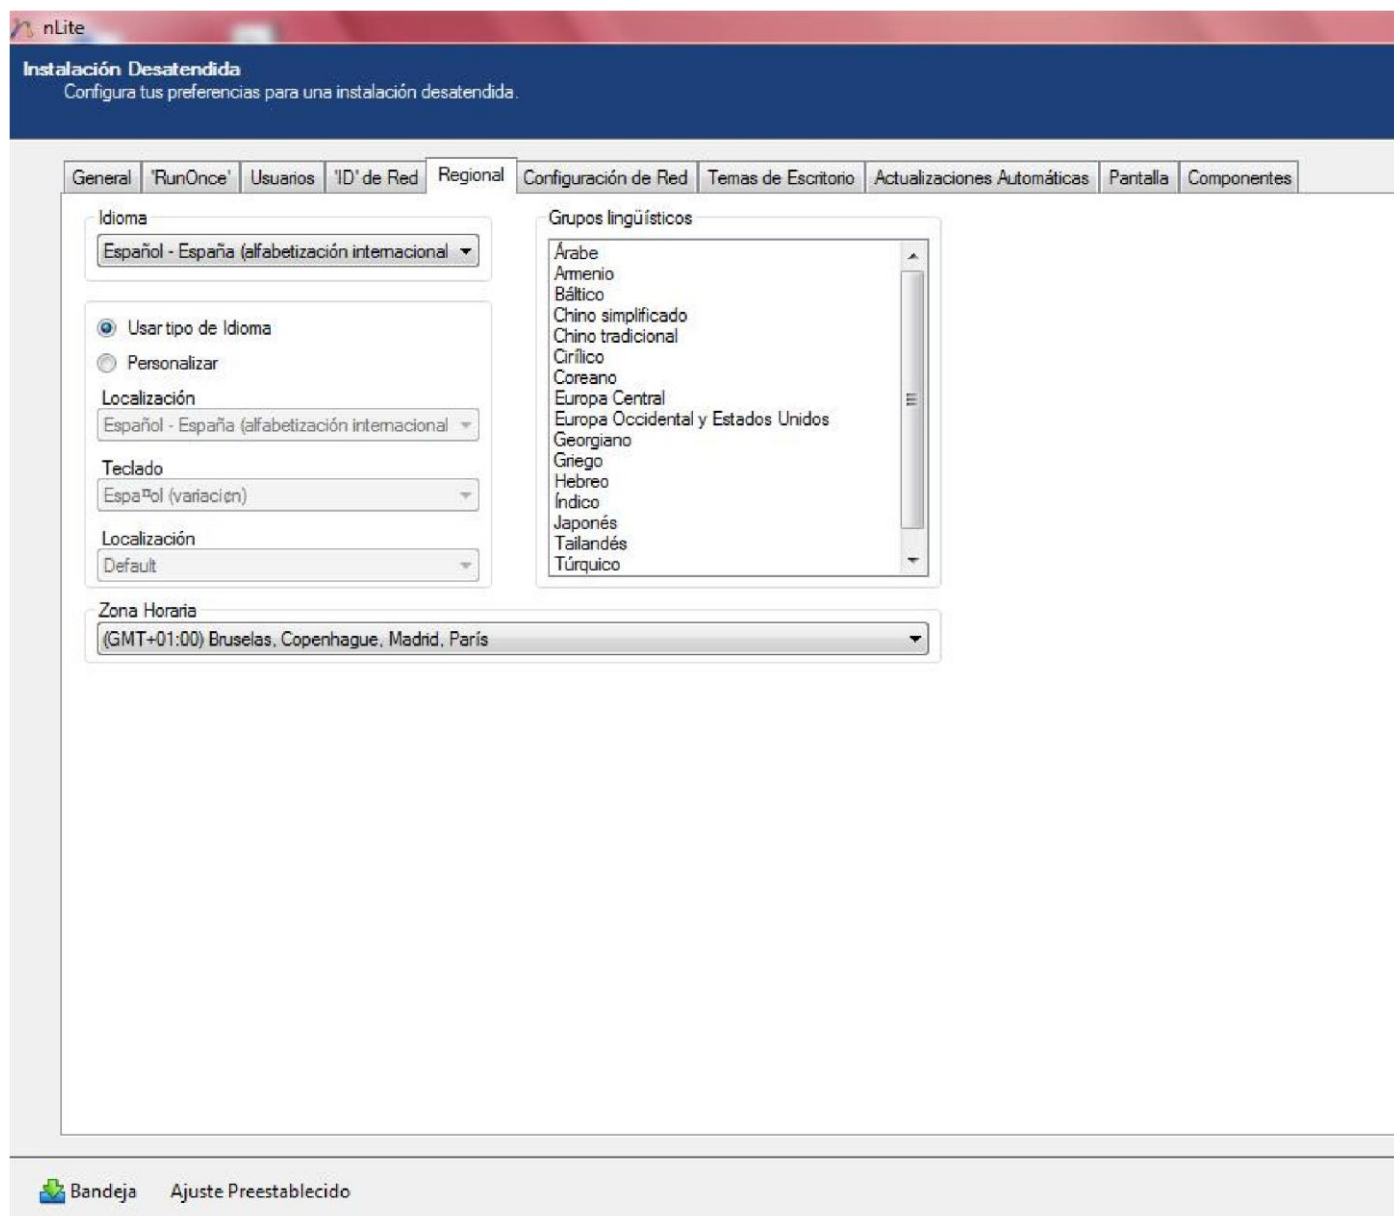 nLite
Instalación Desatendida
Configura tus preferencias para una instalación desatendida.
General 'RunOnce' Usuarios 'ID' de Red Regional Configuración de Red Temas de Escritorio Actualizaciones Automáticas Pantalla Componentes
Idioma
Español - España (alfabetización internacional
Usar tipo de Idioma
Personalizar
Localización
Español - España (alfabetización internacional
Teclado
Espa¤ol (variaci¢n)
Localización
Default
Grupos lingüísticos
Árabe
Armenio
Báltico
Chino simplificado
Chino tradicional
Cirílico
Coreano
Europa Central
Europa Occidental y Estados Unidos
Georgiano
Griego
Hebreo
Índico
Japonés
Tailandés
Túrquico
Zona Horaria
(GMT+01:00) Bruselas, Copenhague, Madrid, París
Bandeja Ajuste Preestablecido